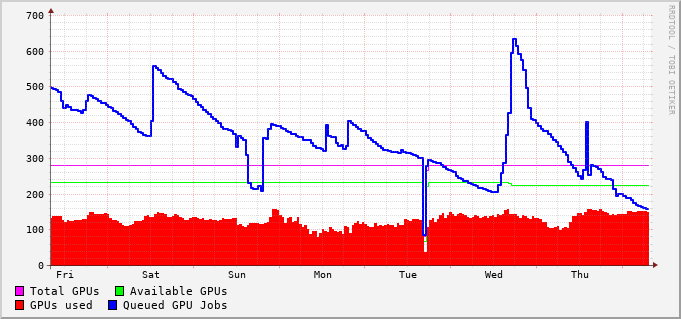 700
600
500
400
300
200
100
0
Fri Sat Sun Mon Tue Wed Thu
Total GPUs Available GPUs
GPUs used Queued GPU Jobs
RRDTOOL / TOBI OETIKER